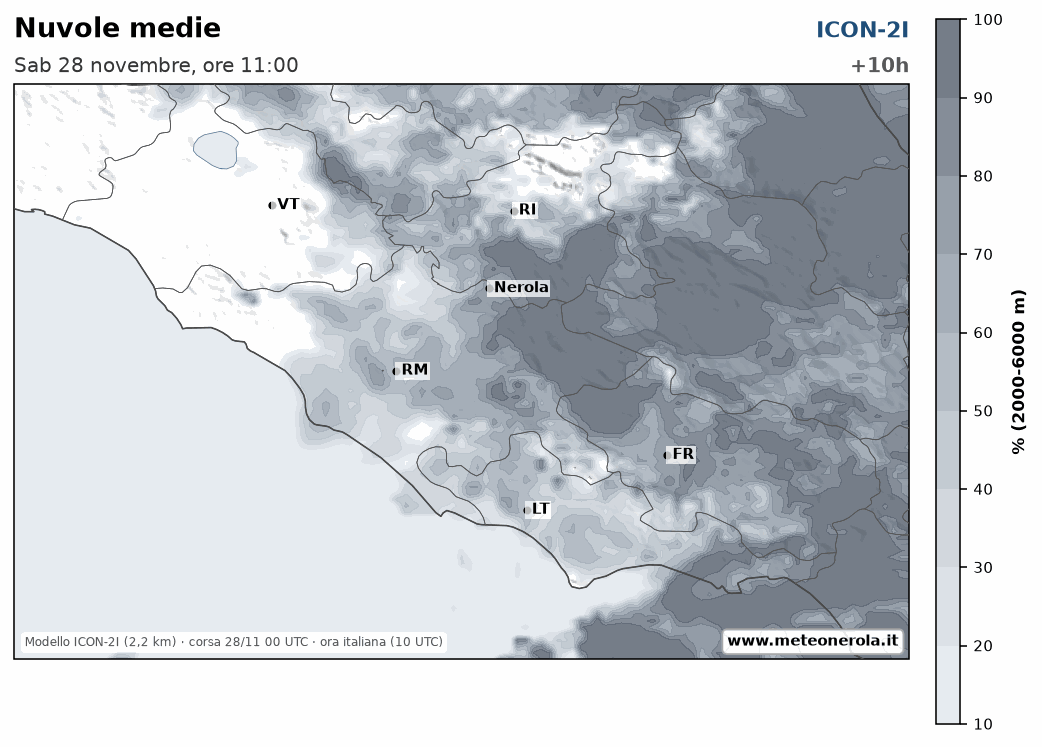 Nuvole medie
ICON-2I
Sab 28 novembre, ore 11:00
+10h
100
90
80
70
60
50
40
30
20
10
% (2000-6000 m)
VT
RI
Nerola
RM
FR
LT
Modello ICON-2I (2,2 km) · corsa 28/11 00 UTC · ora italiana (10 UTC)
www.meteonerola.it